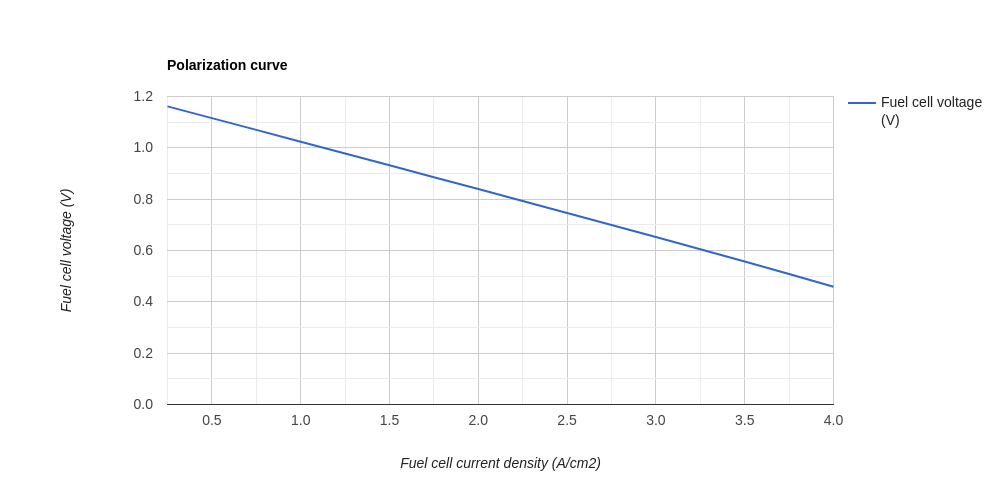 Polarization curve
Fuel cell voltage
(V)
Fuel cell voltage (V)
1.2
1.0
0.8
0.6
0.4
0.2
0.0
0.5 1.0 1.5 2.0 2.5 3.0 3.5 4.0
Fuel cell current density (A/cm2)